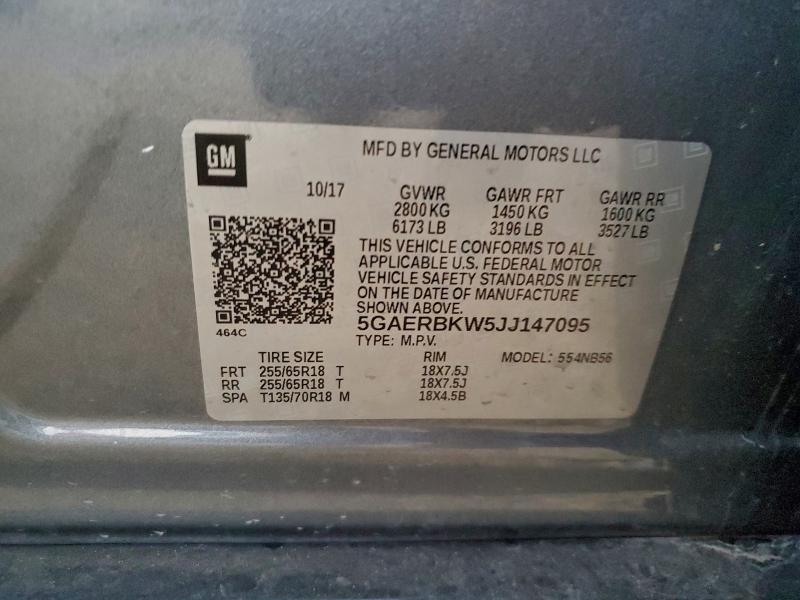 GM
MFD BY GENERAL MOTORS LLC
10/17 GVWR GAWR FRT GAWR RR
2800 KG 1450 KG 1600 KG
6173 LB 3196 LB 3527 LB
THIS VEHICLE CONFORMS TO ALL
APPLICABLE U.S. FEDERAL MOTOR
VEHICLE SAFETY STANDARDS IN EFFECT
ON THE DATE OF MANUFACTURE
SHOWN ABOVE.
464C
5GAERBKW5JJ147095
TYPE: M.P.V.
TIRE SIZE RIM MODEL: 554NB56
FRT 255/65R18 T 18X7.5J
RR 255/65R18 T 18X7.5J
SPA T135/70R18 M 18X4.5B